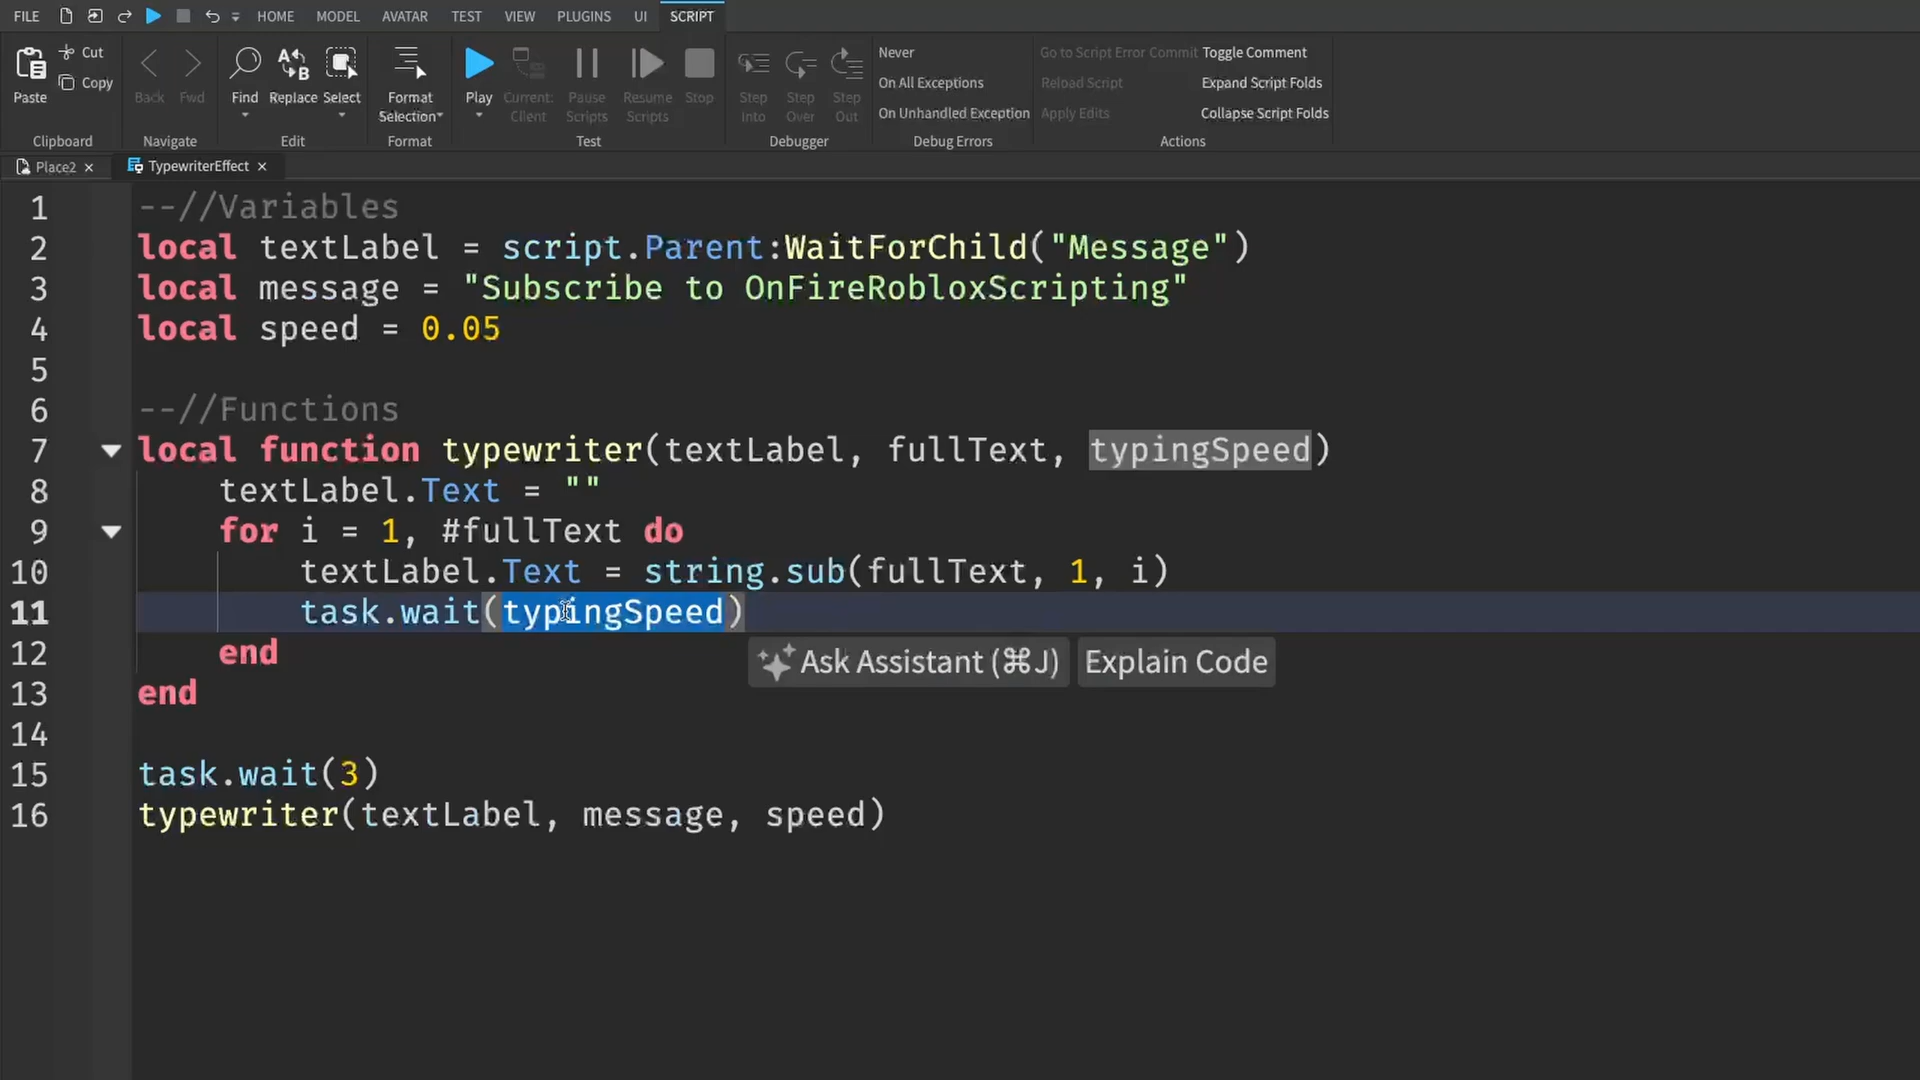 FILE HOME MODEL AVATAR TEST VIEW PLUGINS UI SCRIPT
Paste
Cut
Copy
Clipboard
Back Fwd
Navigate
Find Replace Select
Edit
Format Selection
Format
Play Current: Client Pause Scripts Resume Scripts Stop
Test
Step Into Step Over Step Out
Debugger
Never
On All Exceptions
On Unhandled Exception
Debug Errors
Go to Script Error Commit Toggle Comment
Reload Script Expand Script Folds
Apply Edits Collapse Script Folds
Actions
Place2 × TypewriterEffect ×
1 --//Variables
2 local textLabel = script.Parent:WaitForChild("Message")
3 local message = "Subscribe to OnFireRobloxScripting"
4 local speed = 0.05
5
6 --//Functions
7 local function typewriter(textLabel, fullText, typingSpeed)
8 textLabel.Text = ""
9 for i = 1, #fullText do
10 textLabel.Text = string.sub(fullText, 1, i)
11 task.wait(typingSpeed)
12 end
Ask Assistant (⌘J) Explain Code
13 end
14
15 task.wait(3)
16 typewriter(textLabel, message, speed)